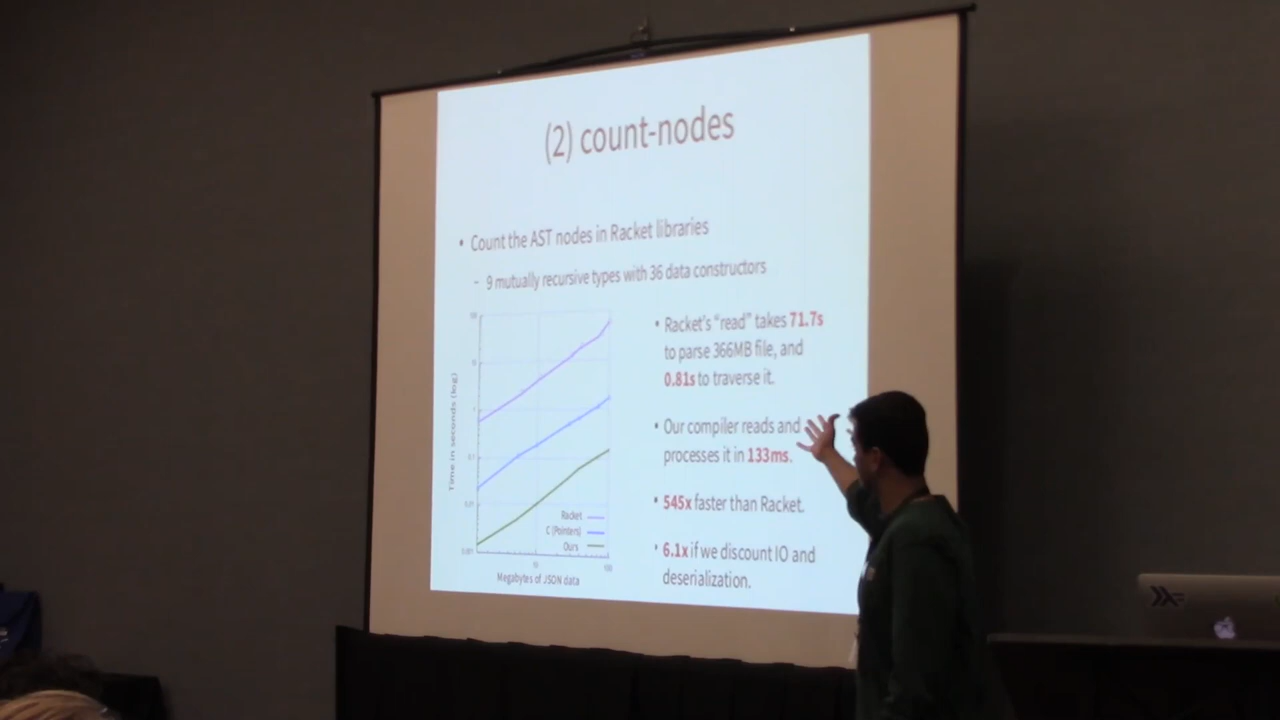 (2) count-nodes
• Count the AST nodes in Racket libraries
- 9 mutually recursive types with 36 data constructors
Time in seconds (log)
Racket
C (Pointers)
Ours
Megabytes of JSON data
• Racket's "read" takes 71.7s
to parse 366MB file, and
0.81s to traverse it.
• Our compiler reads and
processes it in 133ms.
• 545x faster than Racket.
• 6.1x if we discount IO and
deserialization.